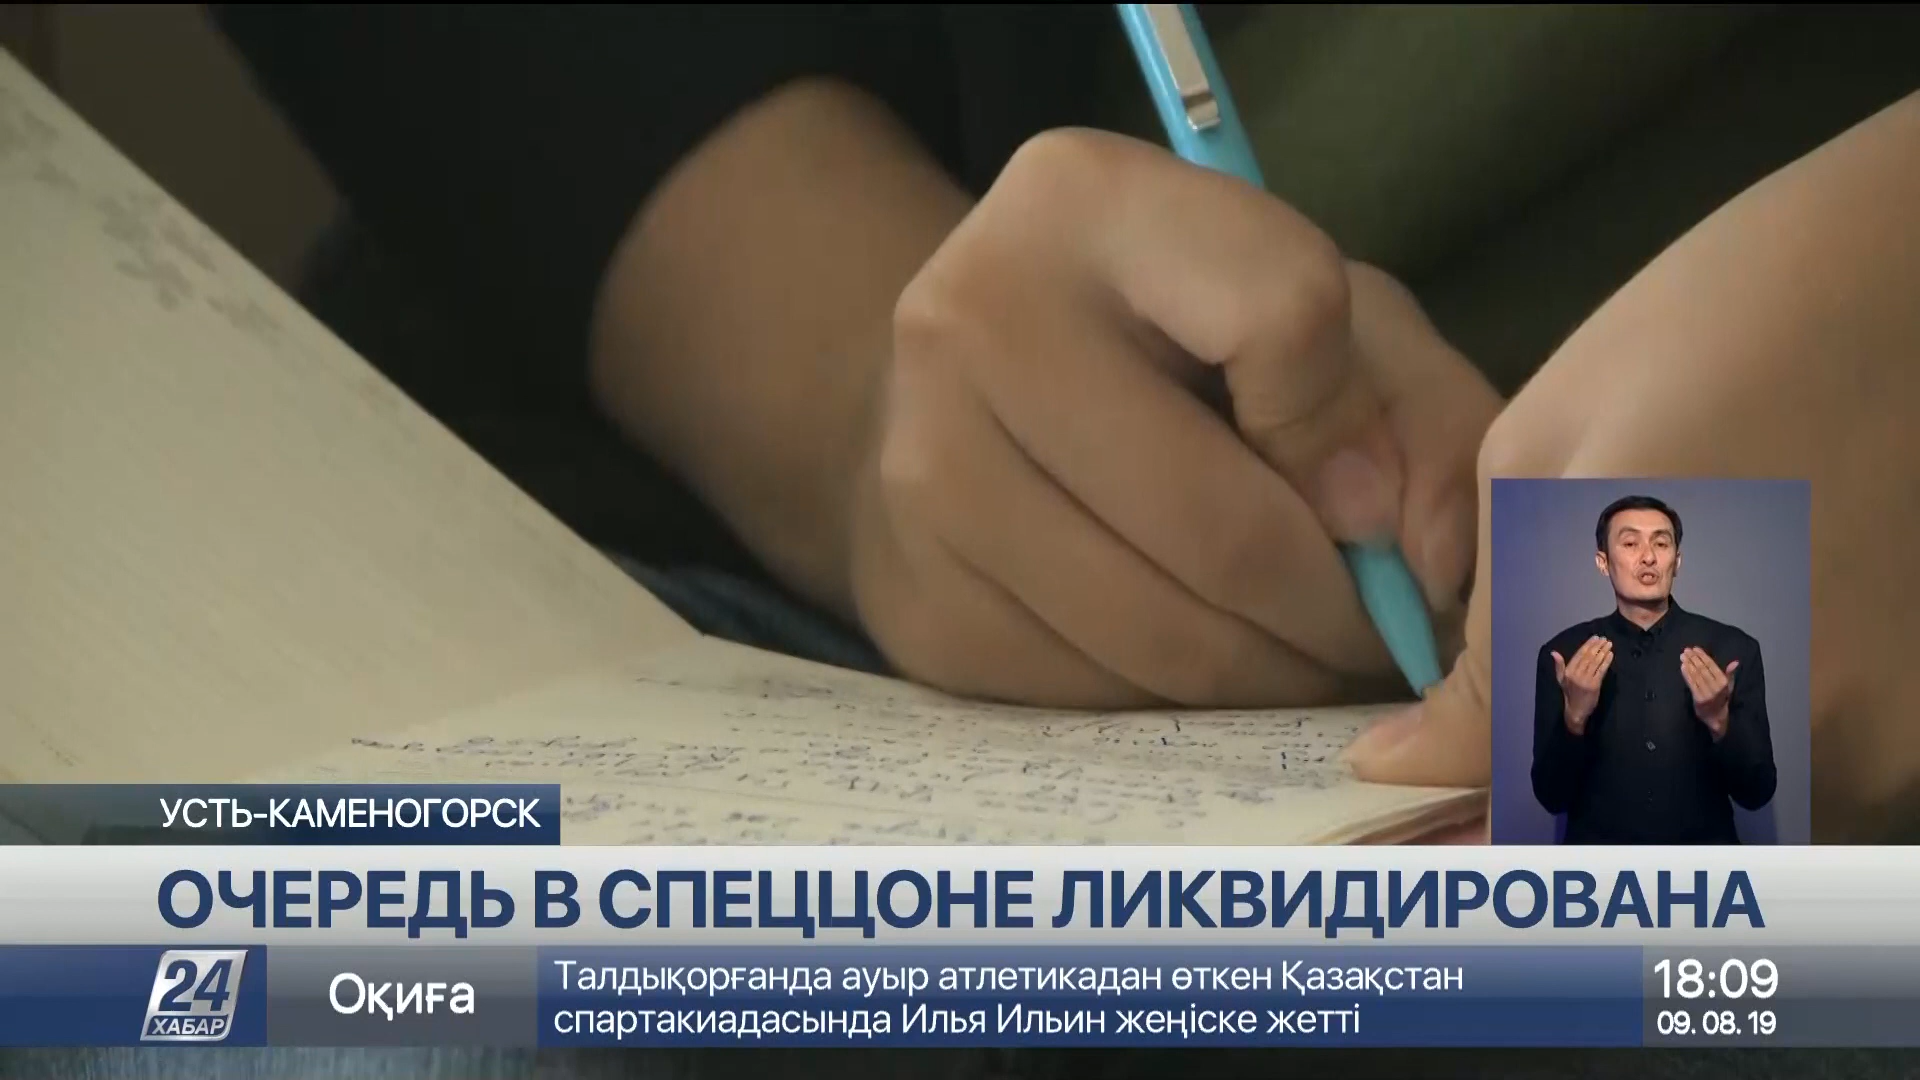 УСТЬ-КАМЕНОГОРСК
ОЧЕРЕДЬ В СПЕЦЦОНЕ ЛИКВИДИРОВАНА
24
ХАБАР
Оқиға
Талдықорғанда ауыр атлетикадан өткен Қазақстан
спартакиадасында Илья Ильин жеңіске жетті
18:09
09. 08. 19